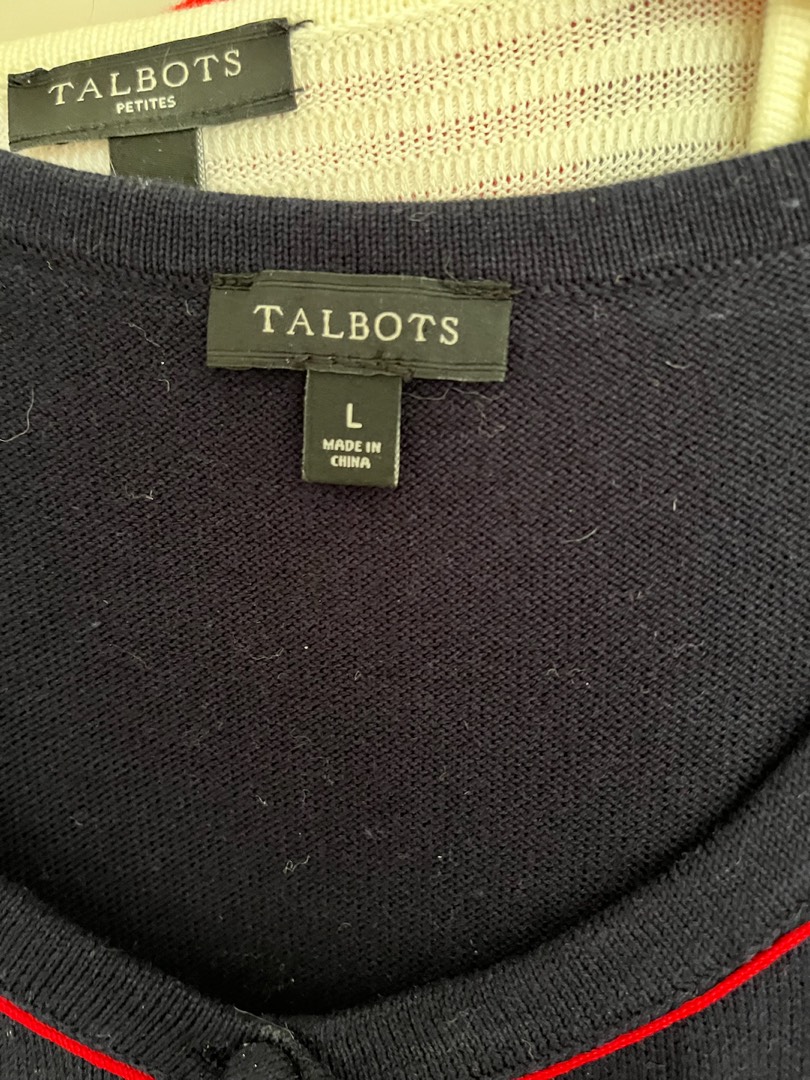 TALBOTS
PETITES
TALBOTS
L
MADE IN
CHINA